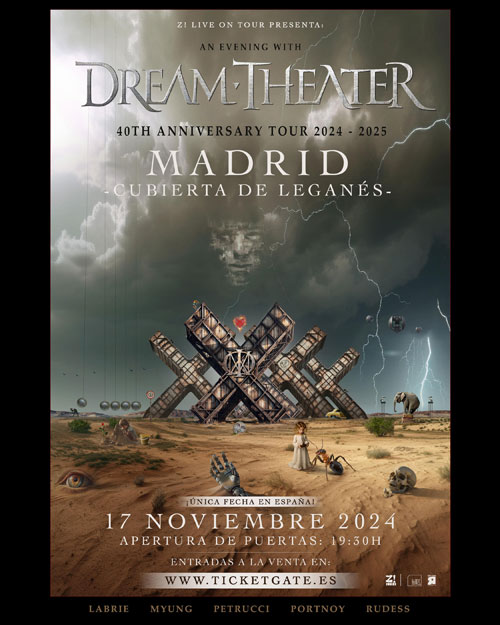 Z! LIVE ON TOUR PRESENTA:
AN EVENING WITH
DREAM THEATER
40TH ANNIVERSARY TOUR 2024 - 2025
MADRID
-CUBIERTA DE LEGANÉS-
¡ÚNICA FECHA EN ESPAÑA!
17 NOVIEMBRE 2024
APERTURA DE PUERTAS: 19:30H
ENTRADAS A LA VENTA EN:
WWW.TICKETGATE.ES
Z!
LABRIE MYUNG PETRUCCI PORTNOY RUDESS